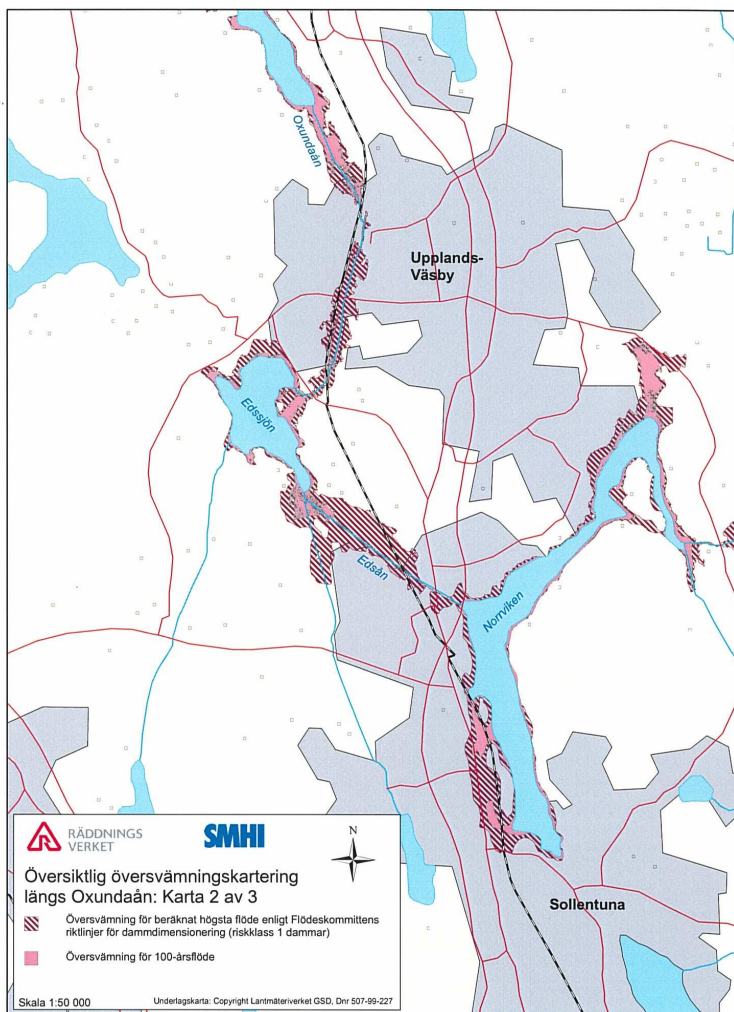 Oxundaån
Upplands-
Väsby
Edssjön
Edsån
Norrviken
Sollentuna
RÄDDNINGS
VERKET
SMHI
N
Översiktlig översvämningskartering
längs Oxundaån: Karta 2 av 3
Översvämning för beräknat högsta flöde enligt Flödeskommittens
riktlinjer för dammdimensionering (riskklass 1 dammar)
Översvämning för 100-årsflöde
Skala 1:50 000
Underlagskarta: Copyright Lantmäteriverket GSD, Dnr 507-99-227